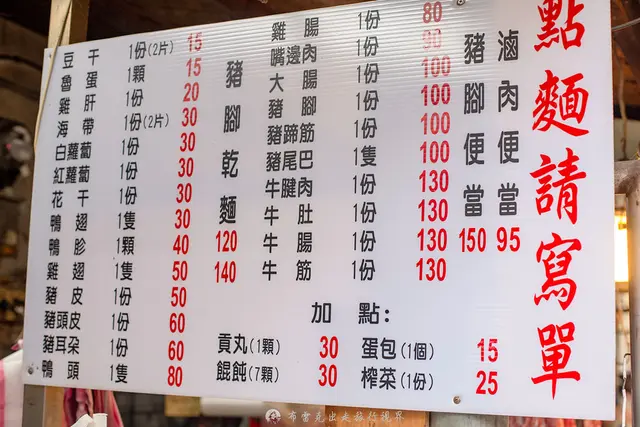 豆干 1份(2片) 15
魯蛋 1顆 15
雞肝 1份 20
海帶 1份(2片) 30
白蘿蔔 1份 30
紅蘿蔔 1份 30
花干 1份 30
鴨翅 1隻 30
鴨胗 1顆 40
雞翅 1隻 50
豬皮 1份 50
豬頭皮 1份 60
豬耳朵 1份 60
鴨頭 1隻 80
豬腳乾麵 120 140
雞腸 1份 80
嘴邊肉 1份 90
大腸 1份 100
豬腳 1份 100
豬蹄筋 1份 100
豬尾巴 1隻 100
牛腱肉 1份 130
牛肚 1份 130
牛腸 1份 130
牛筋 1份 130
豬腳便當 150
滷肉便當 95
加點:
貢丸(1顆) 30
餛飩(7顆) 30
蛋包(1個) 15
榨菜(1份) 25
點麵請寫單
布雷克出走旅行視界